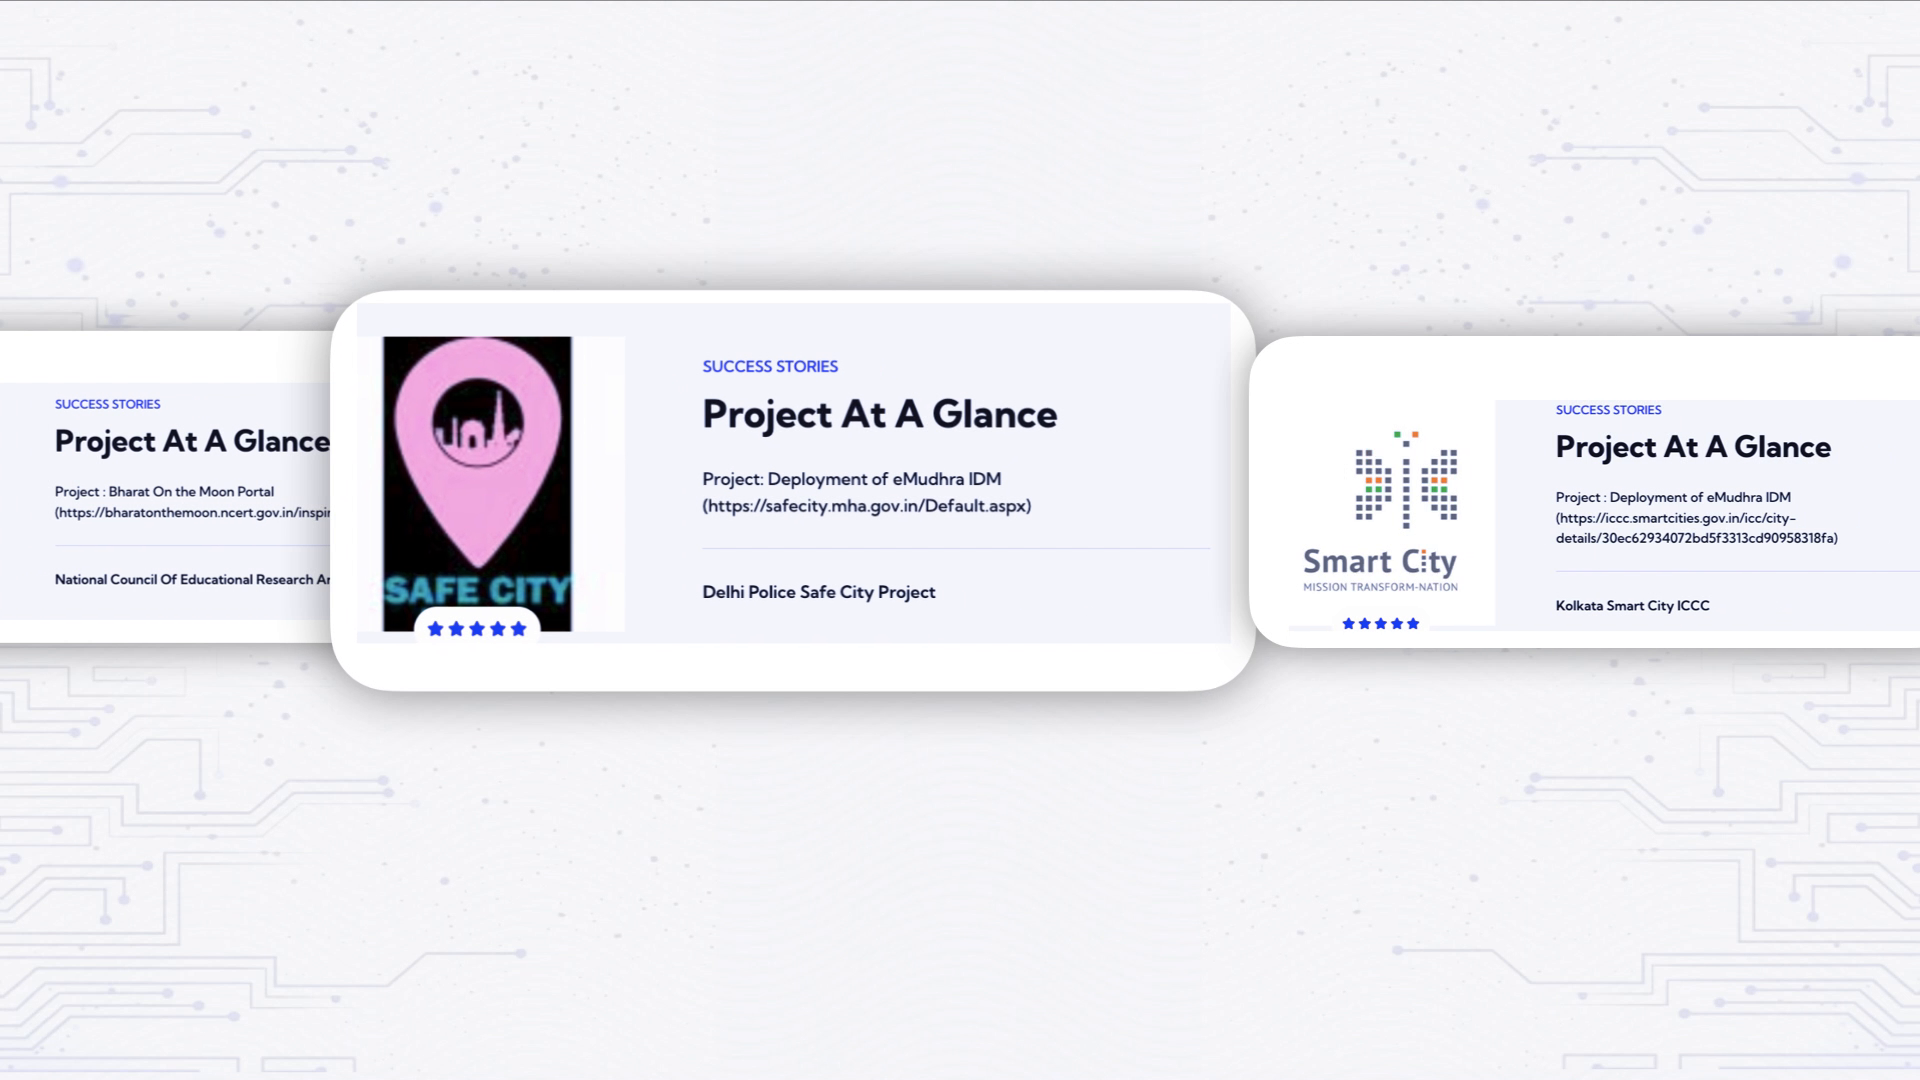 SUCCESS STORIES
Project At A Glance
Project : Bharat On the Moon Portal
(https://bharatonthemoon.ncert.gov.in/inspir
National Council Of Educational Research Ar
SAFE CITY
SUCCESS STORIES
Project At A Glance
Project: Deployment of eMudhra IDM
(https://safecity.mha.gov.in/Default.aspx)
Delhi Police Safe City Project
Smart City
MISSION TRANSFORM-NATION
SUCCESS STORIES
Project At A Glance
Project : Deployment of eMudhra IDM
(https://iccc.smartcities.gov.in/icc/city-
details/30ec62934072bd5f3313cd90958318fa)
Kolkata Smart City ICCC